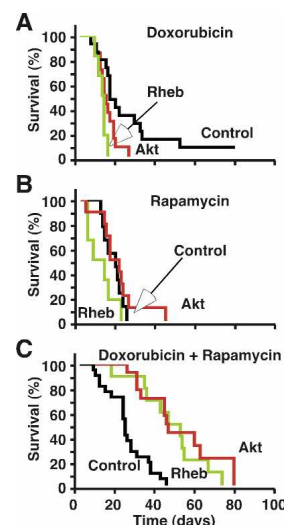 A
Doxorubicin
Survival (%)
100
80
60
40
20
0
Rheb
Akt
Control
B
Rapamycin
Survival (%)
100
80
60
40
20
0
Control
Rheb
Akt
C
Doxorubicin + Rapamycin
Survival (%)
100
80
60
40
20
0
Control
Rheb
Akt
0 20 40 60 80 100
Time (days)